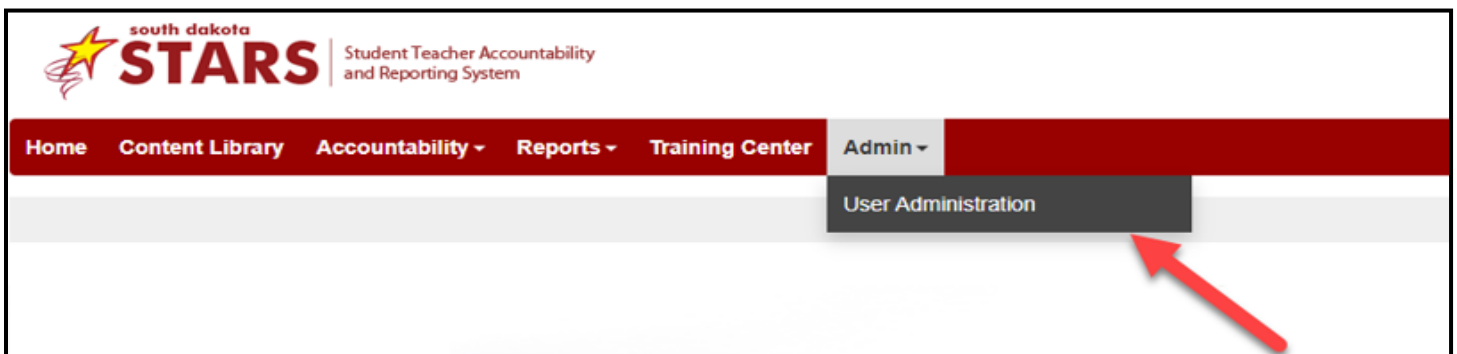 south dakota
STARS
Student Teacher Accountability
and Reporting System
Home Content Library Accountability Reports Training Center Admin
User Administration